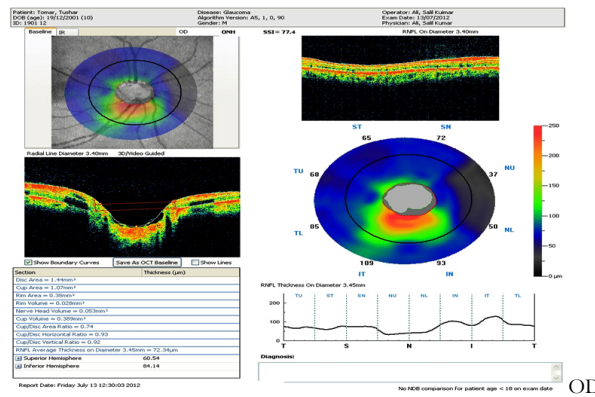 Patient: Tomar, Tushar
DOB (age): 19/12/2001 (10)
ID: 1901 12
Disease: Glaucoma
Algorithm Version: A5, 1, 0, 90
Gender: M
Operator: Ali, Salil Kulmar
Exam Date: 13/07/2012
Physician: Ali, Salil Kulmar
Baseline IR OD ONH SSI= 77.4
RNFL On Diameter 3.40mm
Radial Line Diameter 3.40mm 3D/Video Guided
ST SN
65 72
TU 68 37 NU
TL 85 50 NL
109 93
IT IN
250
200
150
100
50
0 µm
Show Boundary Curves Save As OCT Baseline Show Lines
Section Thickness (µm)
Disc Area = 1.44mm²
Cup Area = 1.07mm²
Rim Area = 0.38mm²
Rim Volume = 0.028mm³
Nerve Head Volume = 0.053mm³
Cup Volume = 0.389mm³
Cup/Disc Area Ratio = 0.74
Cup/Disc Horizontal Ratio = 0.93
Cup/Disc Vertical Ratio = 0.82
RNFL Average Thickness on Diameter 3.45mm = 72.34µm
Superior Hemisphere 60.54
Inferior Hemisphere 84.14
RNFL Thickness On Diameter 3.45mm
TU ST SN NU NL IN IT TL
200
100
0
T S N I T
Diagnosis:
Report Date: Friday July 13 12:30:03 2012
No NDB comparison for patient age < 18 on exam date
OD